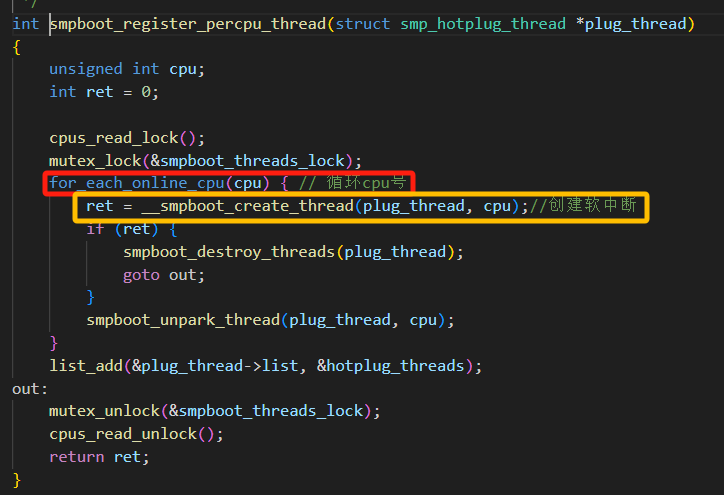 */
int smpboot_register_percpu_thread(struct smp_hotplug_thread *plug_thread)
{
    unsigned int cpu;
    int ret = 0;

    cpus_read_lock();
    mutex_lock(&smpboot_threads_lock);
    for_each_online_cpu(cpu) { // 循环cpu号
        ret = __smpboot_create_thread(plug_thread, cpu);//创建软中断
        if (ret) {
            smpboot_destroy_threads(plug_thread);
            goto out;
        }
        smpboot_unpark_thread(plug_thread, cpu);
    }
    list_add(&plug_thread->list, &hotplug_threads);
out:
    mutex_unlock(&smpboot_threads_lock);
    cpus_read_unlock();
    return ret;
}